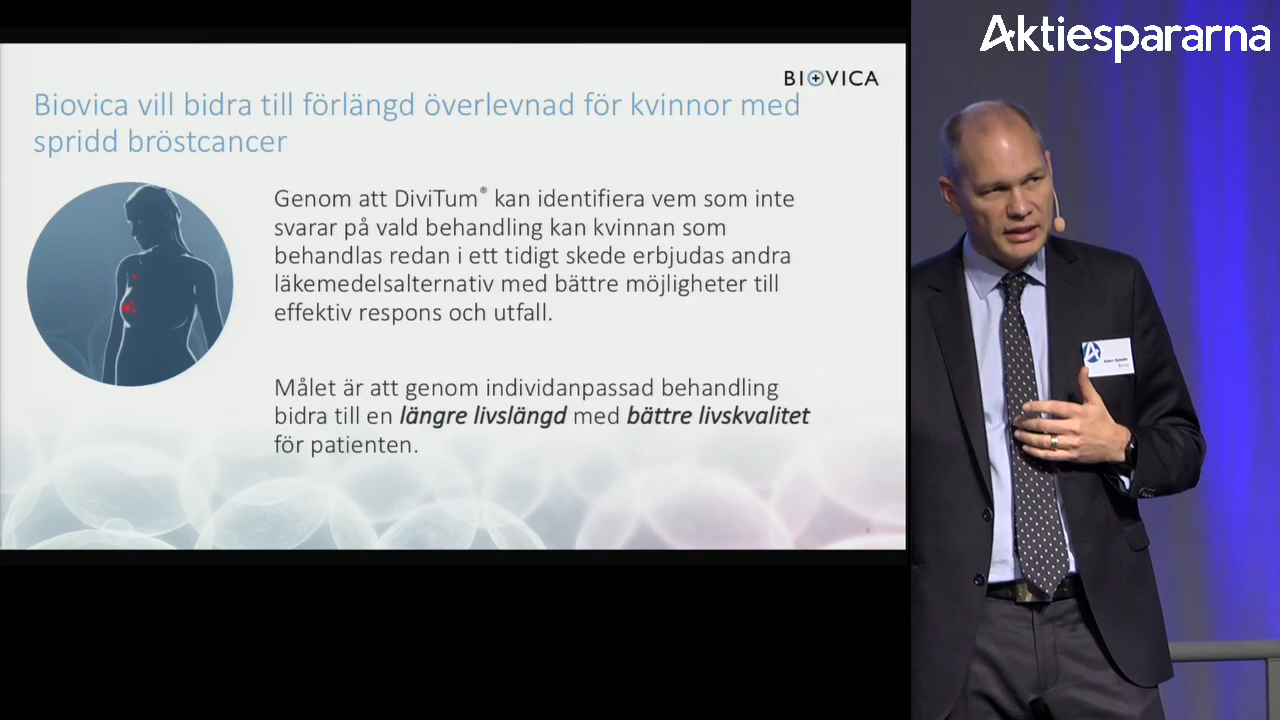 Aktiespararna
BIOVICA
Biovica vill bidra till förlängd överlevnad för kvinnor med
spridd bröstcancer
Genom att DiviTum® kan identifiera vem som inte
svarar på vald behandling kan kvinnan som
behandlas redan i ett tidigt skede erbjudas andra
läkemedelsalternativ med bättre möjligheter till
effektiv respons och utfall.
Målet är att genom individanpassad behandling
bidra till en längre livslängd med bättre livskvalitet
för patienten.